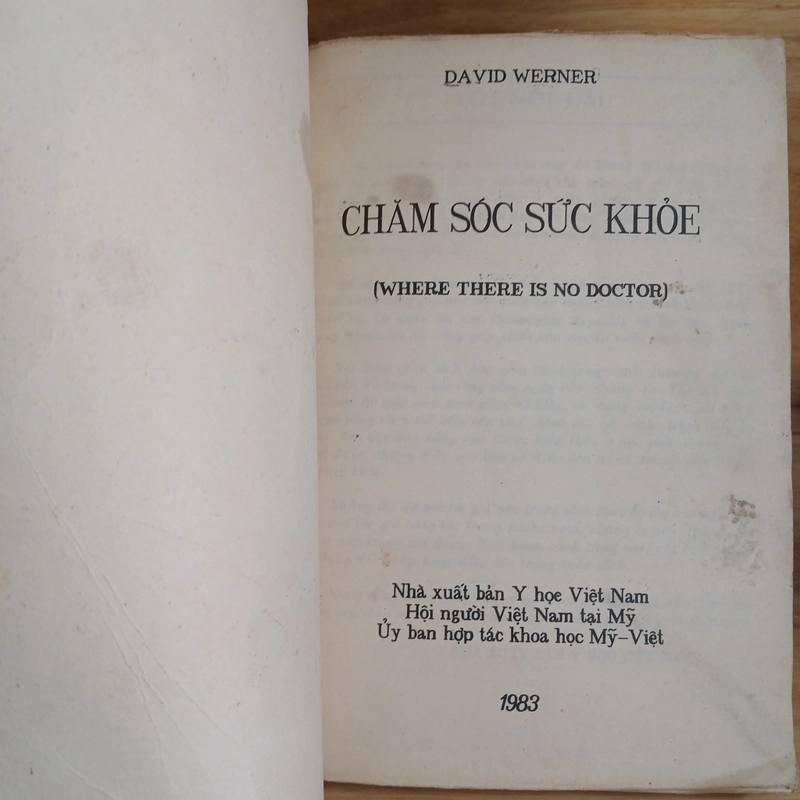 DAVID WERNER
CHĂM SÓC SỨC KHỎE
(WHERE THERE IS NO DOCTOR)
Nhà xuất bản Y học Việt Nam
Hội người Việt Nam tại Mỹ
Ủy ban hợp tác khoa học Mỹ–Việt
1983